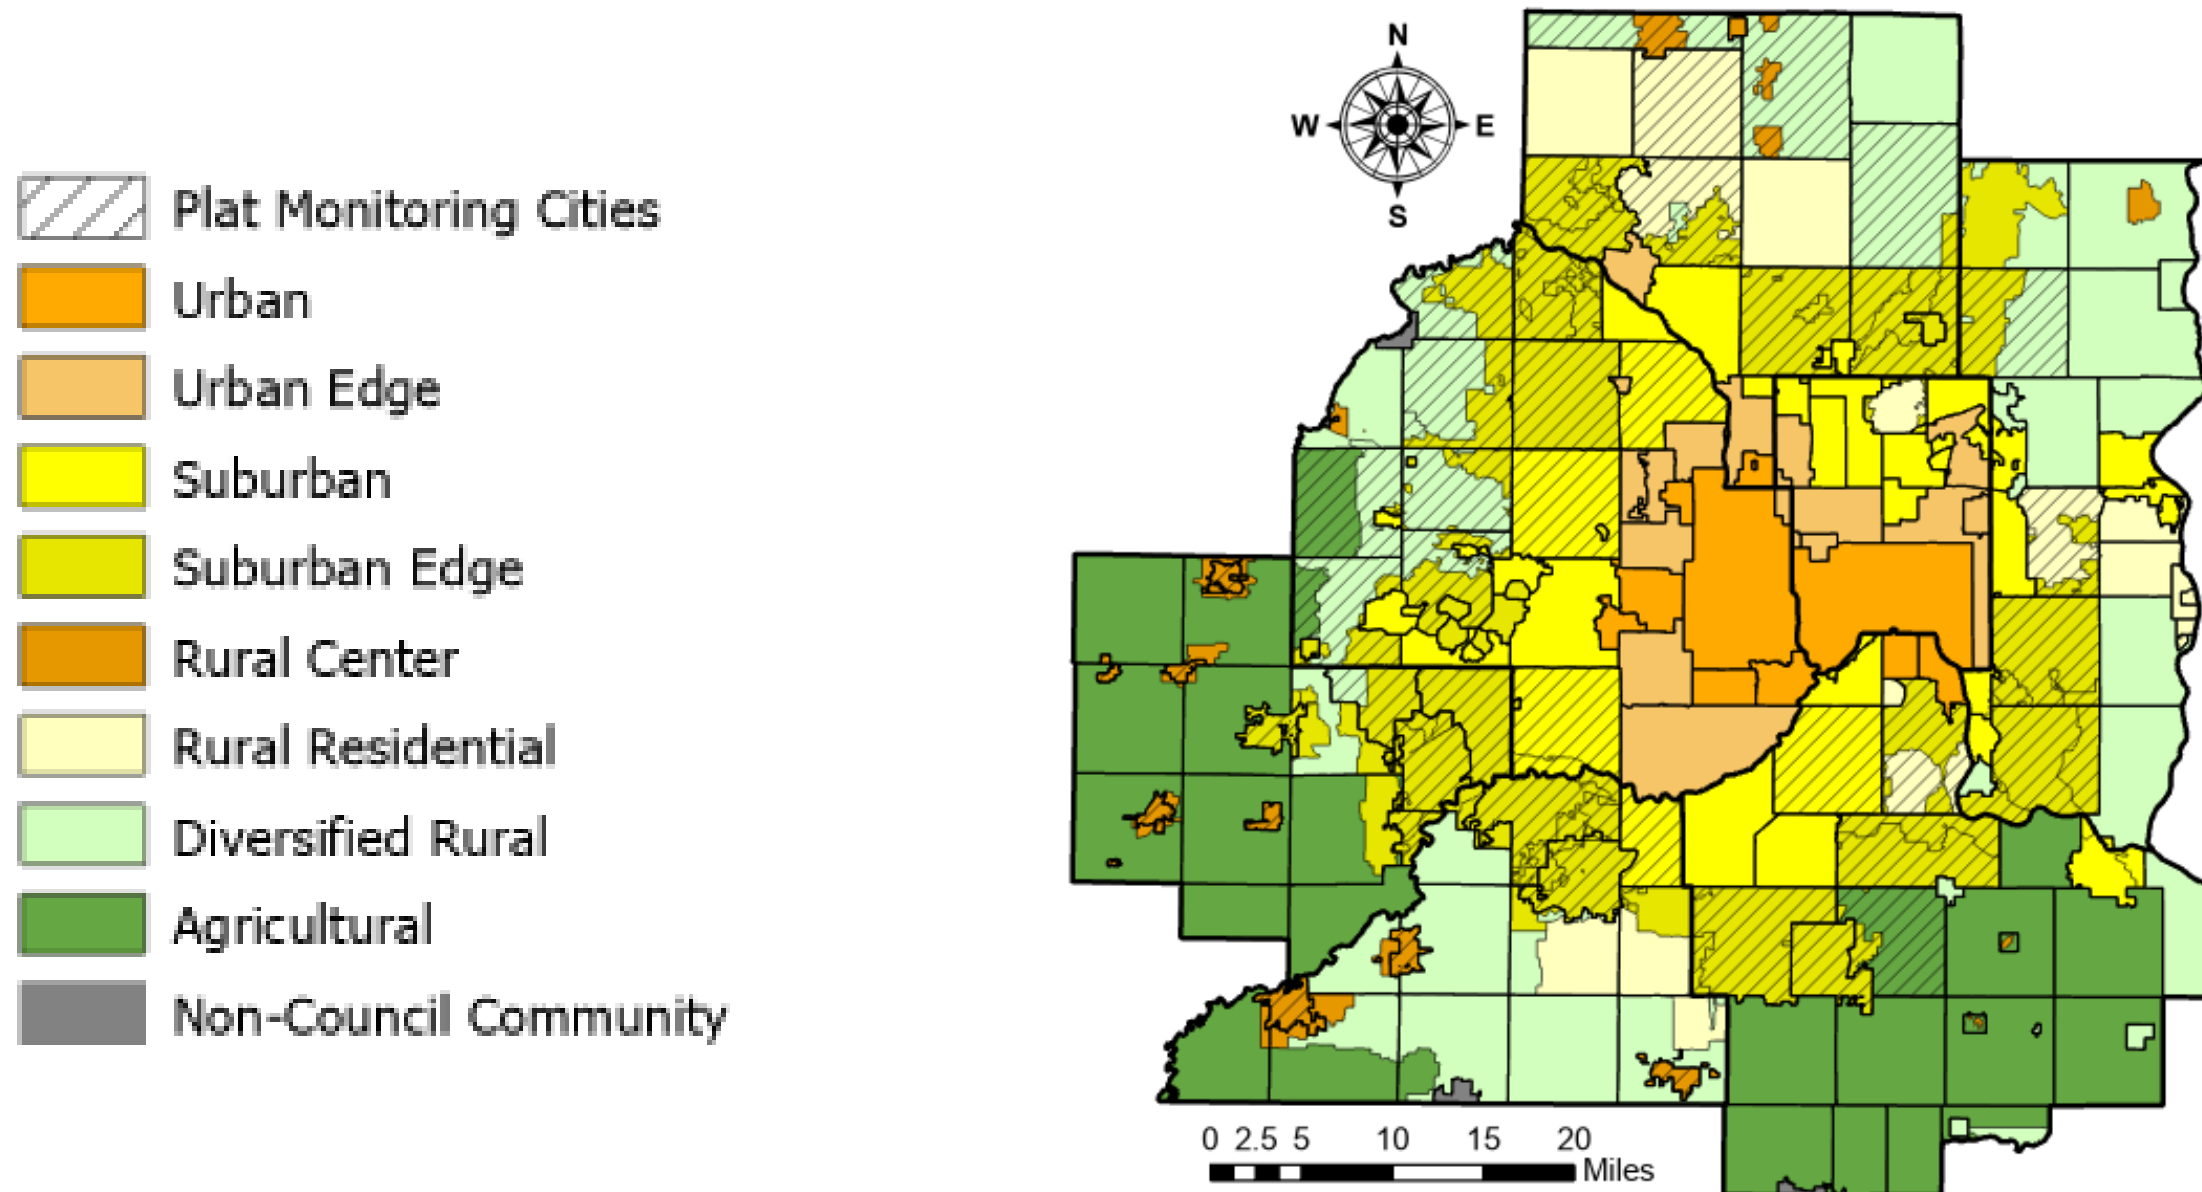 Plat Monitoring Cities
Urban
Urban Edge
Suburban
Suburban Edge
Rural Center
Rural Residential
Diversified Rural
Agricultural
Non-Council Community
N
W E
S
0 2.5 5 10 15 20
Miles